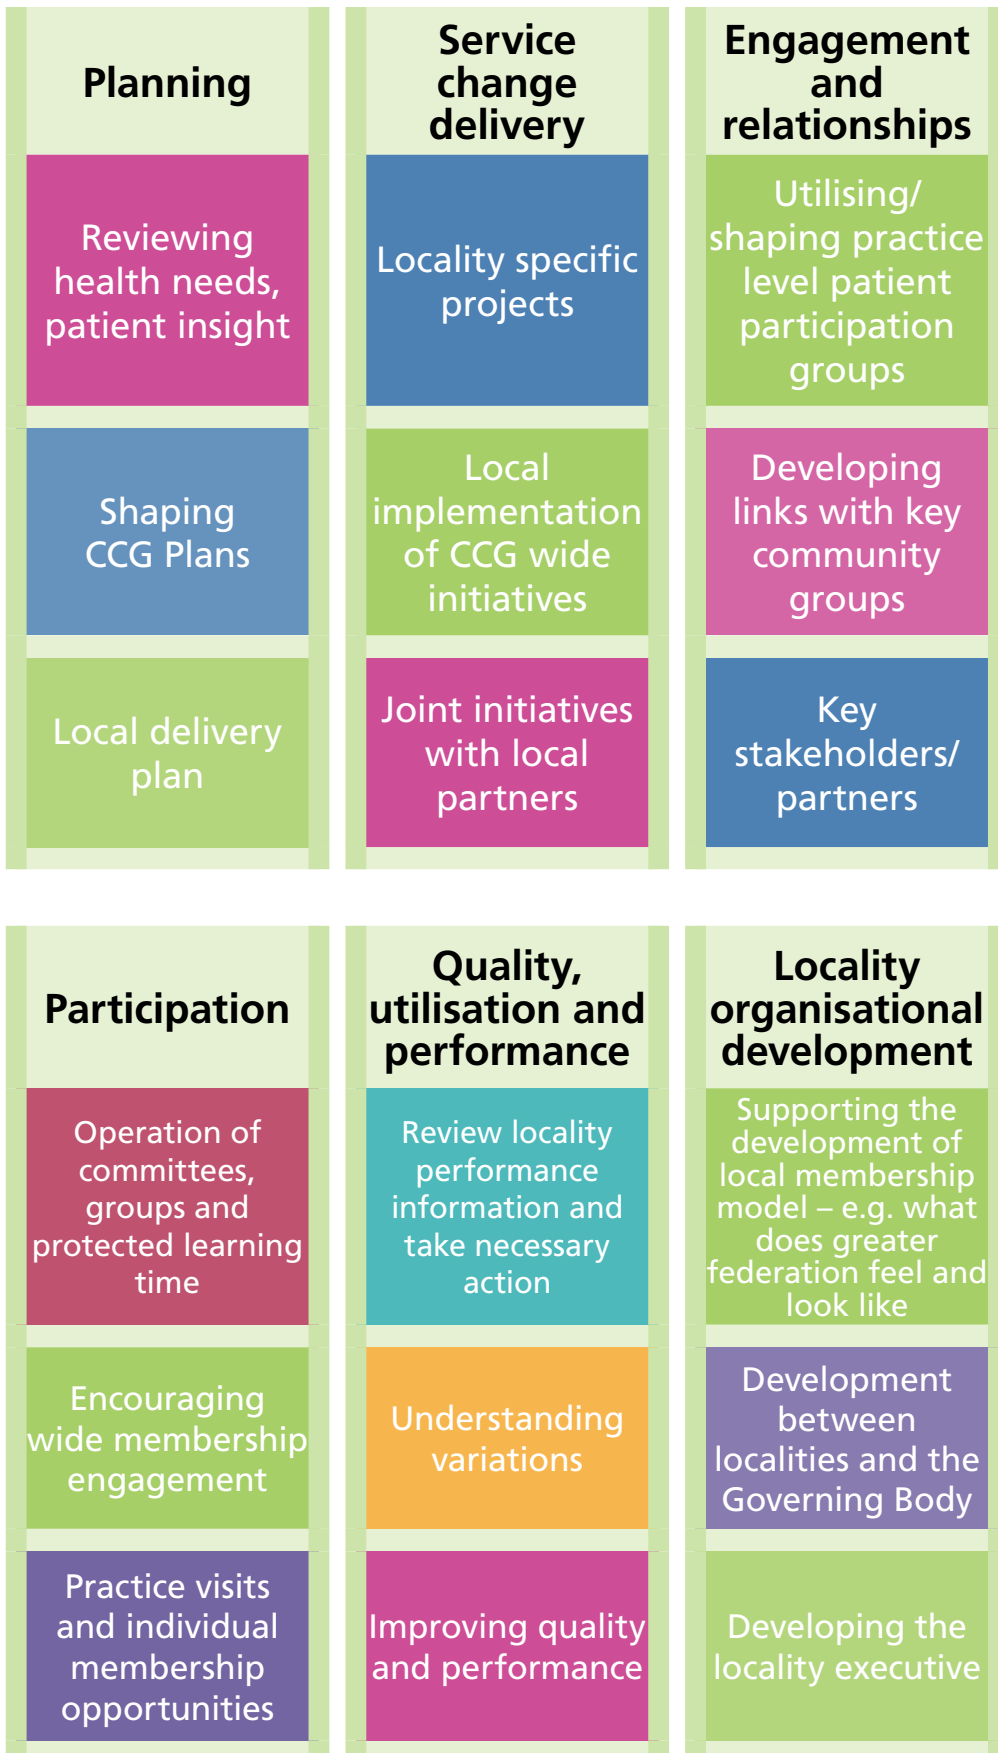 Planning
Reviewing
health needs,
patient insight
Shaping
CCG Plans
Local delivery
plan
Service
change
delivery
Locality specific
projects
Local
implementation
of CCG wide
initiatives
Joint initiatives
with local
partners
Engagement
and
relationships
Utilising/
shaping practice
level patient
participation
groups
Developing
links with key
community
groups
Key
stakeholders/
partners
Participation
Operation of
committees,
groups and
protected learning
time
Encouraging
wide membership
engagement
Practice visits
and individual
membership
opportunities
Quality,
utilisation and
performance
Review locality
performance
information and
take necessary
action
Understanding
variations
Improving quality
and performance
Locality
organisational
development
Supporting the
development of
local membership
model – e.g. what
does greater
federation feel and
look like
Development
between
localities and the
Governing Body
Developing the
locality executive